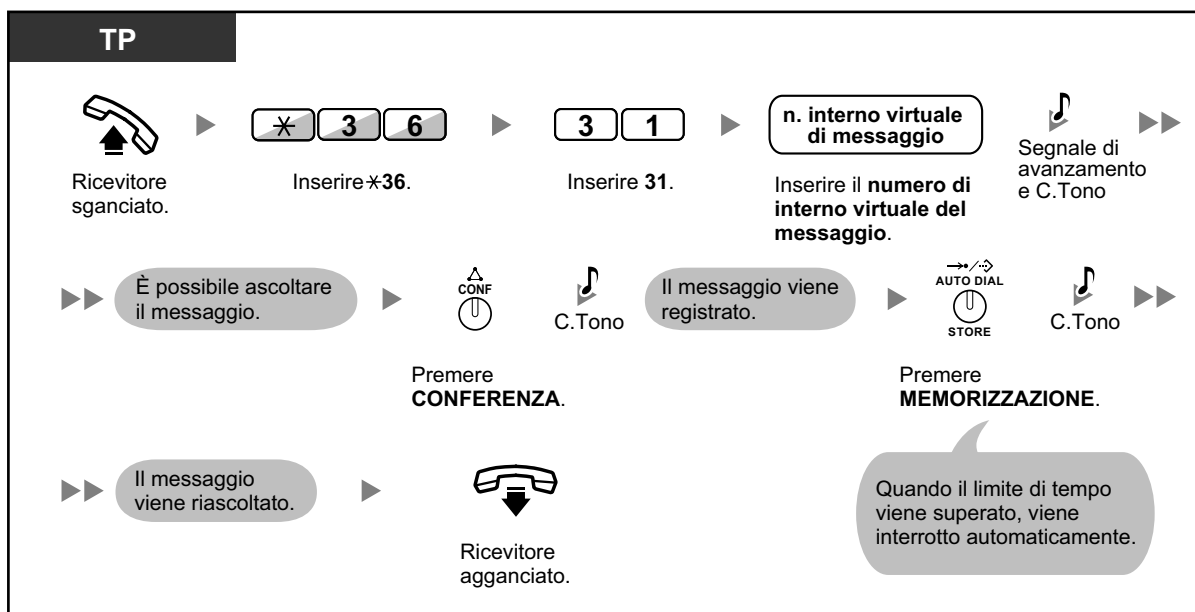 TP
* 3 6
3 1
n. interno virtuale
di messaggio
Ricevitore
sganciato.
Inserire *36.
Inserire 31.
Inserire il numero di
interno virtuale del
messaggio.
Segnale di
avanzamento
e C.Tono
È possibile ascoltare
il messaggio.
CONF
Premere
CONFERENZA.
C.Tono
Il messaggio viene
registrato.
AUTO DIAL
STORE
Premere
MEMORIZZAZIONE.
C.Tono
Quando il limite di tempo
viene superato, viene
interrotto automaticamente.
Il messaggio
viene riascoltato.
Ricevitore
agganciato.